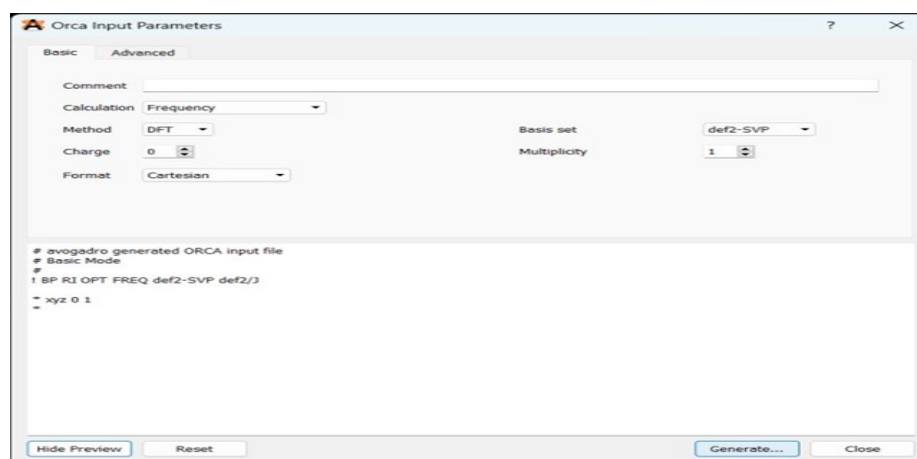 Orca Input Parameters ?
Basic Advanced
Comment
Calculation Frequency
Method DFT Basis set def2-SVP
Charge 0 Multiplicity 1
Format Cartesian
# avogadro generated ORCA input file
# Basic Mode
#
! BP RI OPT FREQ def2-SVP def2/J
* xyz 0 1
*
Hide Preview Reset Generate... Close